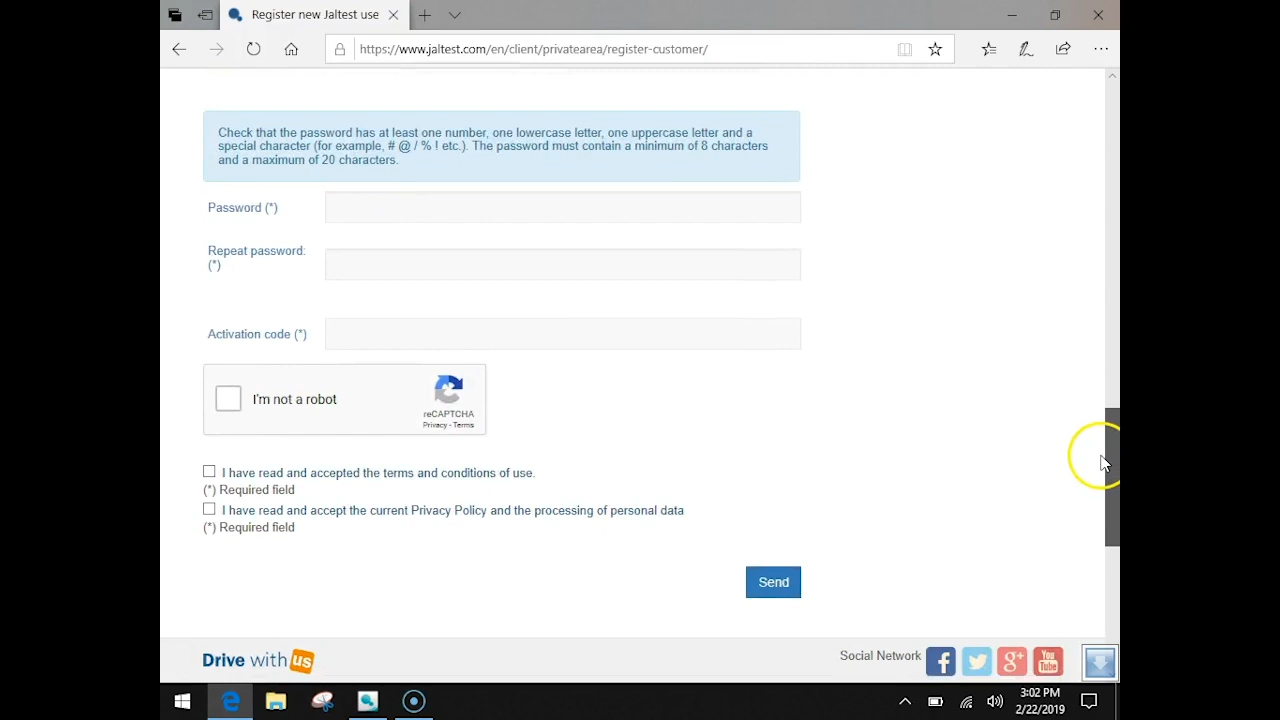 Register new Jaltest use
https://www.jaltest.com/en/client/privatearea/register-customer/
Check that the password has at least one number, one lowercase letter, one uppercase letter and a
special character (for example, # @ / % ! etc.). The password must contain a minimum of 8 characters
and a maximum of 20 characters.
Password (*)
Repeat password:
(*)
Activation code (*)
I'm not a robot
reCAPTCHA
Privacy - Terms
I have read and accepted the terms and conditions of use.
(*) Required field
I have read and accept the current Privacy Policy and the processing of personal data
(*) Required field
Send
Drive with us
Social Network
You
Tube
3:02 PM
2/22/2019